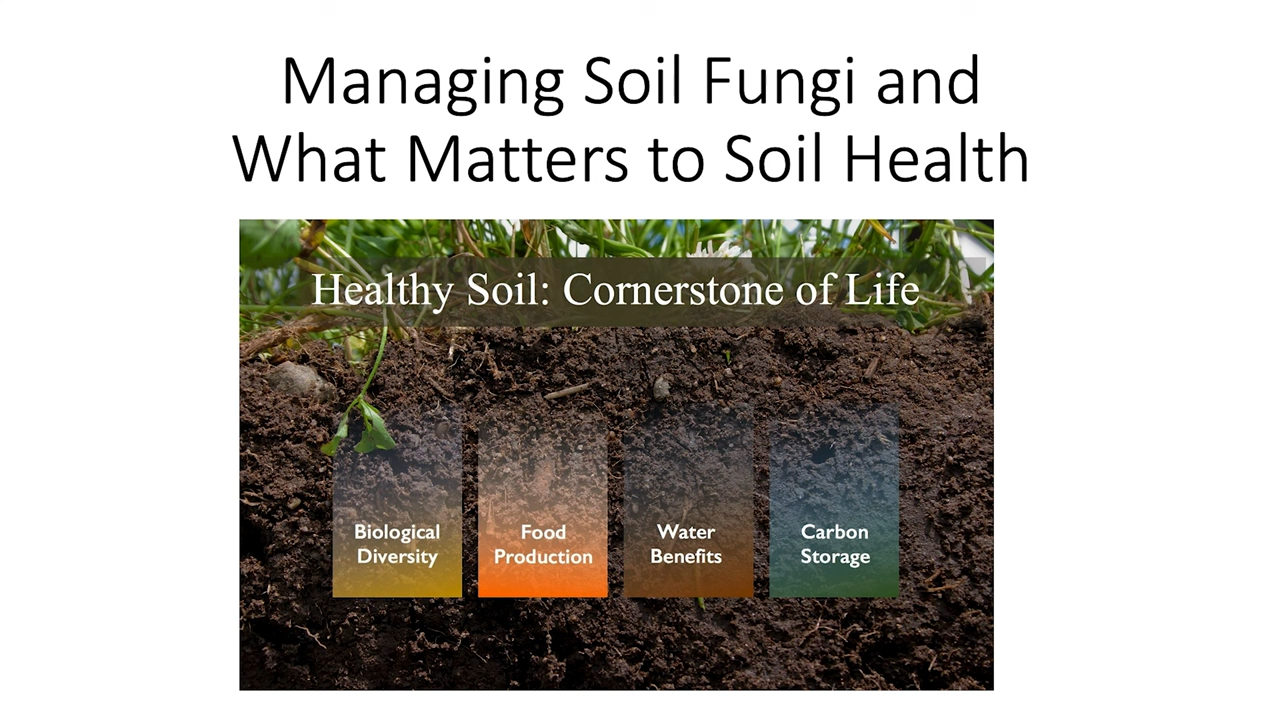 Managing Soil Fungi and
What Matters to Soil Health
Healthy Soil: Cornerstone of Life
Biological
Diversity
Food
Production
Water
Benefits
Carbon
Storage